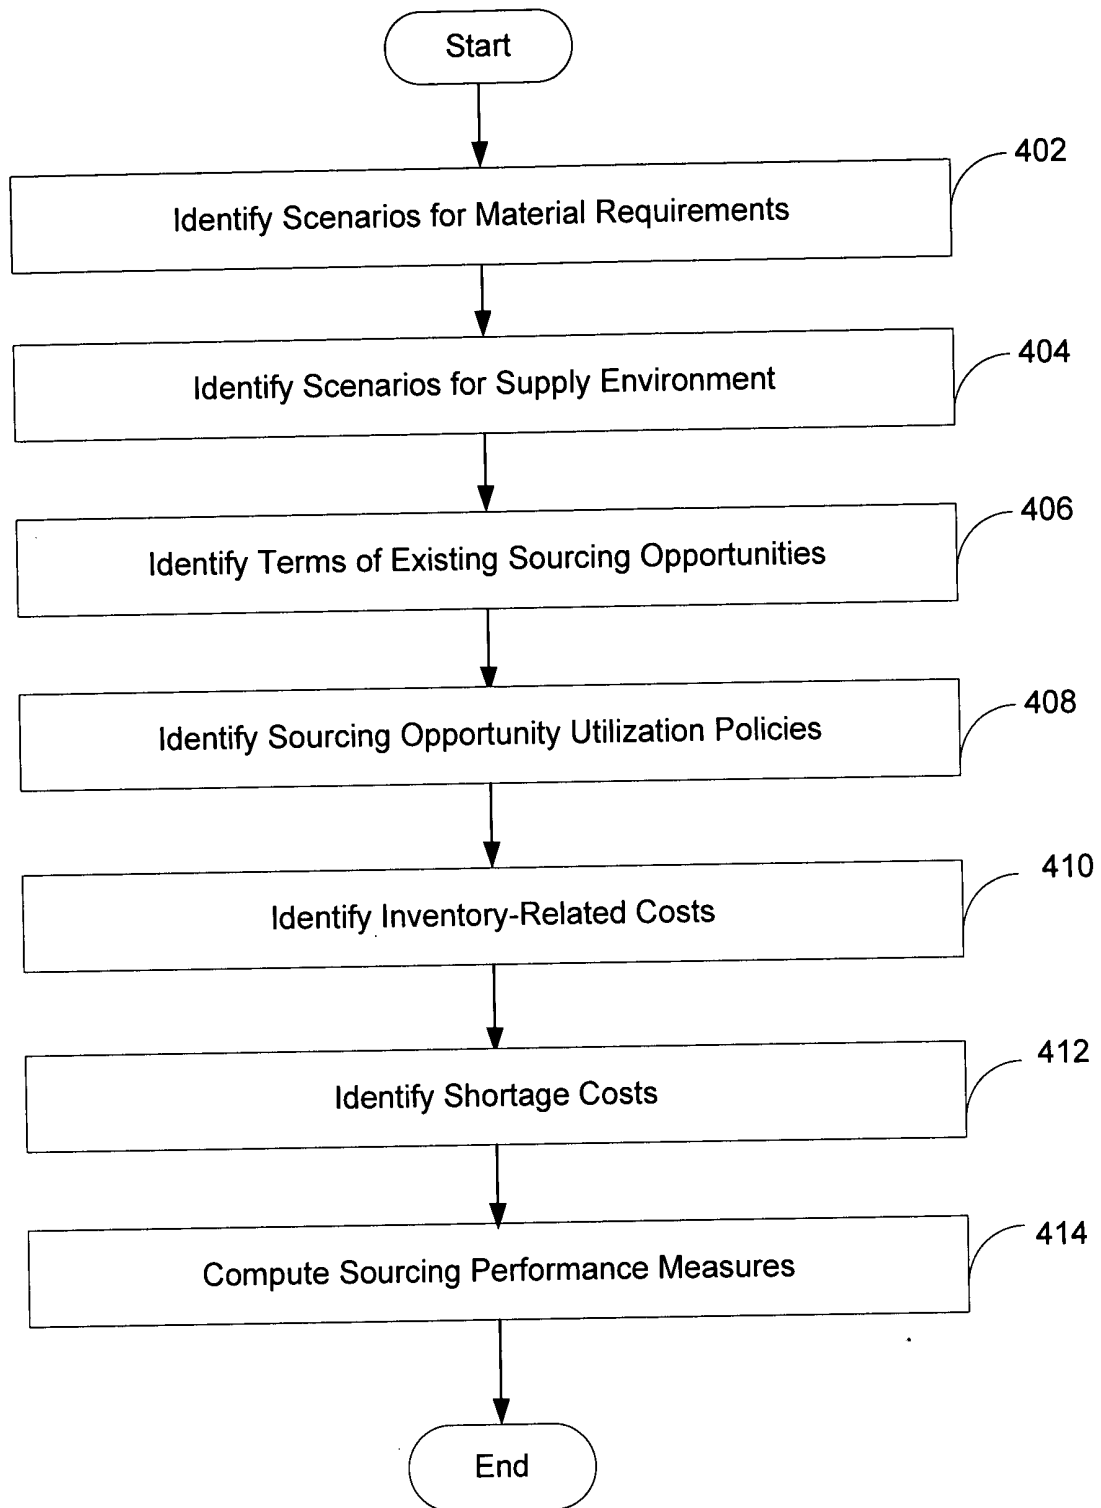 Start
402
Identify Scenarios for Material Requirements
404
Identify Scenarios for Supply Environment
406
Identify Terms of Existing Sourcing Opportunities
408
Identify Sourcing Opportunity Utilization Policies
410
Identify Inventory-Related Costs
412
Identify Shortage Costs
414
Compute Sourcing Performance Measures
End